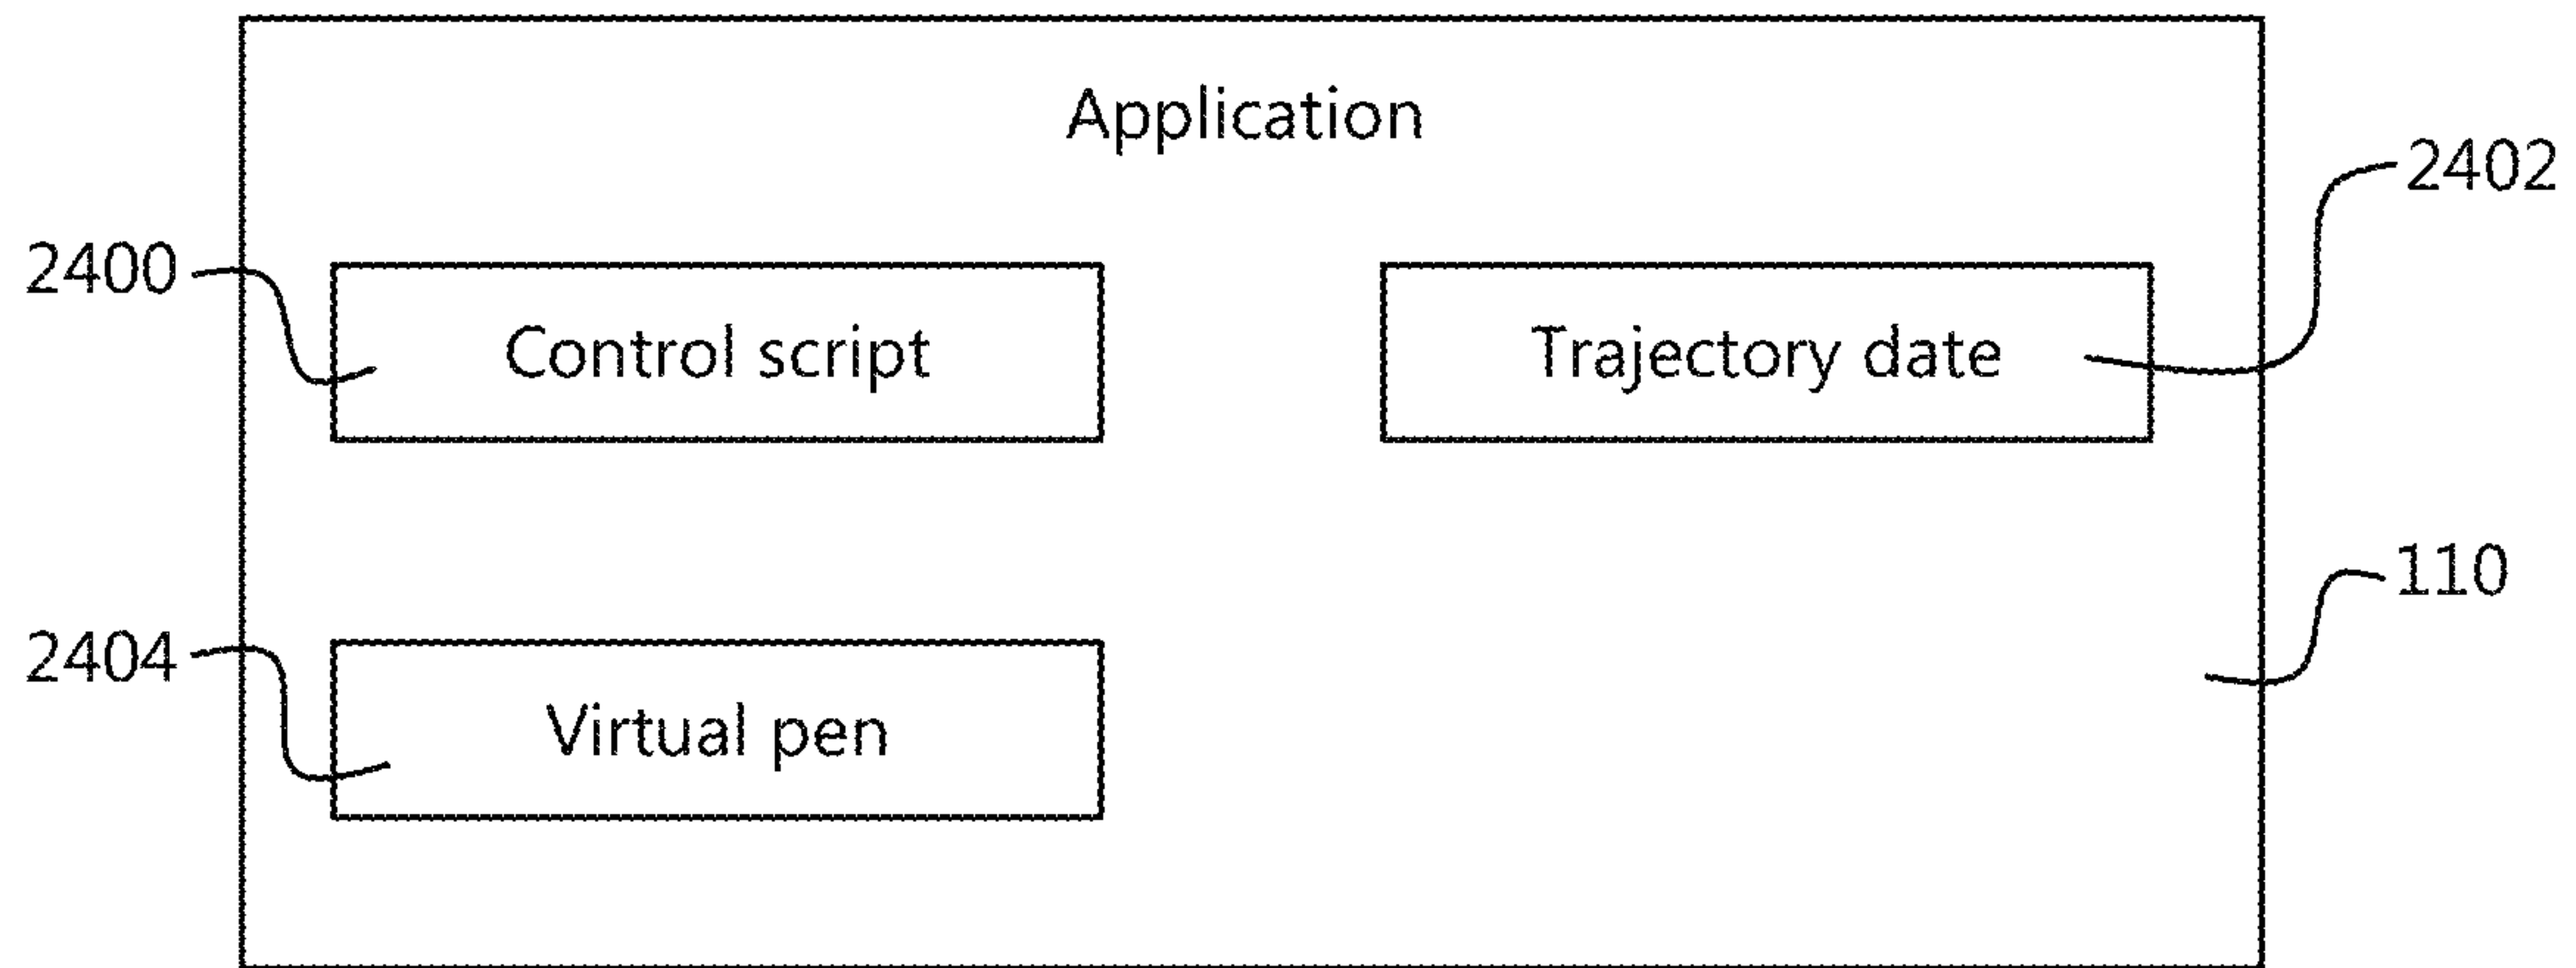 Application
2402
2400
Control script
Trajectory date
110
2404
Virtual pen